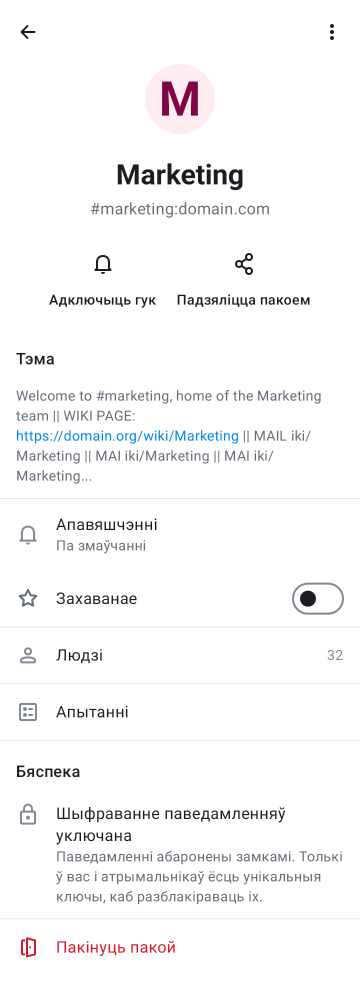 M
Marketing
#marketing:domain.com
Адключыць гук
Падзяліцца пакоем
Тэма
Welcome to #marketing, home of the Marketing
team || WIKI PAGE:
https://domain.org/wiki/Marketing || MAIL iki/
Marketing || MAI iki/Marketing || MAI iki/
Marketing...
Апавяшчэнні
Па змаўчанні
Захаванае
Людзі 32
Апытанні
Бяспека
Шыфраванне паведамленняў
уключана
Паведамленні абаронены замкамі. Толькі
ў вас і атрымальнікаў ёсць унікальныя
ключы, каб разблакіраваць іх.
Пакінуць пакой